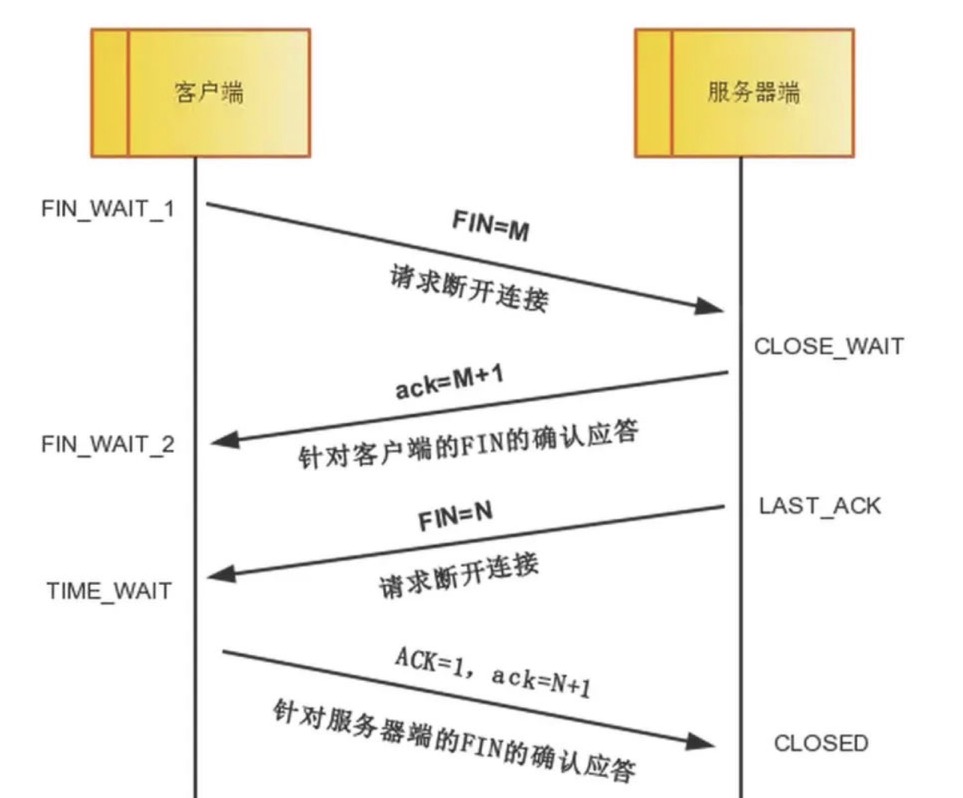 客户端
服务器端
FIN_WAIT_1
FIN=M
请求断开连接
CLOSE_WAIT
ack=M+1
FIN_WAIT_2
针对客户端的FIN的确认应答
LAST_ACK
FIN=N
请求断开连接
TIME_WAIT
ACK=1, ack=N+1
针对服务器端的FIN的确认应答
CLOSED